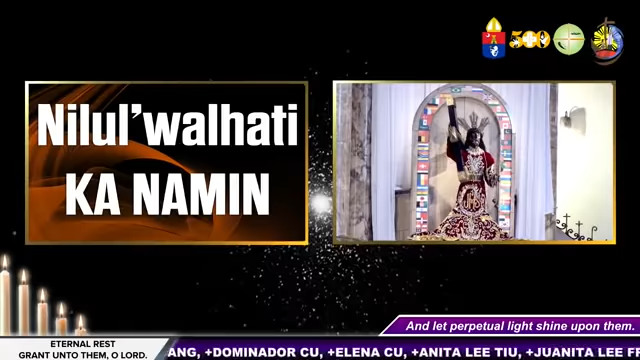 500
Nilul'walhati
KA NAMIN
And let perpetual light shine upon them.
ETERNAL REST
GRANT UNTO THEM, O LORD.
ANG, +DOMINADOR CU, +ELENA CU, +ANITA LEE TIU, +JUANITA LEE